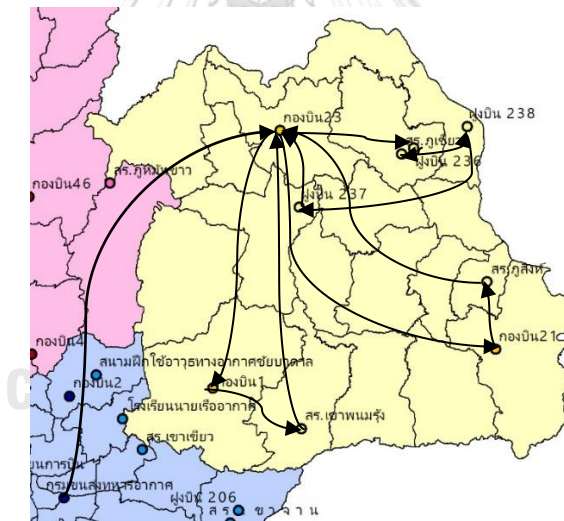 กองบิน23
ฝูงบิน 238
สร.ภูเขียว
ฝูงบิน 236
สร.ภูหมันขาว
กองบิน46
ฝูงบิน 237
สร.ภูสิงห์
กองบิน21
กองบิน4
สนามฝึกใช้อาวุธทางอากาศชัยบาดาล
กองบิน2
กองบิน1
โรงเรียนนายเรืออากาศ
สร.เขาพนมรุ้ง
สร.เขาเขียว
กรมขนส่งทหารอากาศ
ฝูงบิน 206